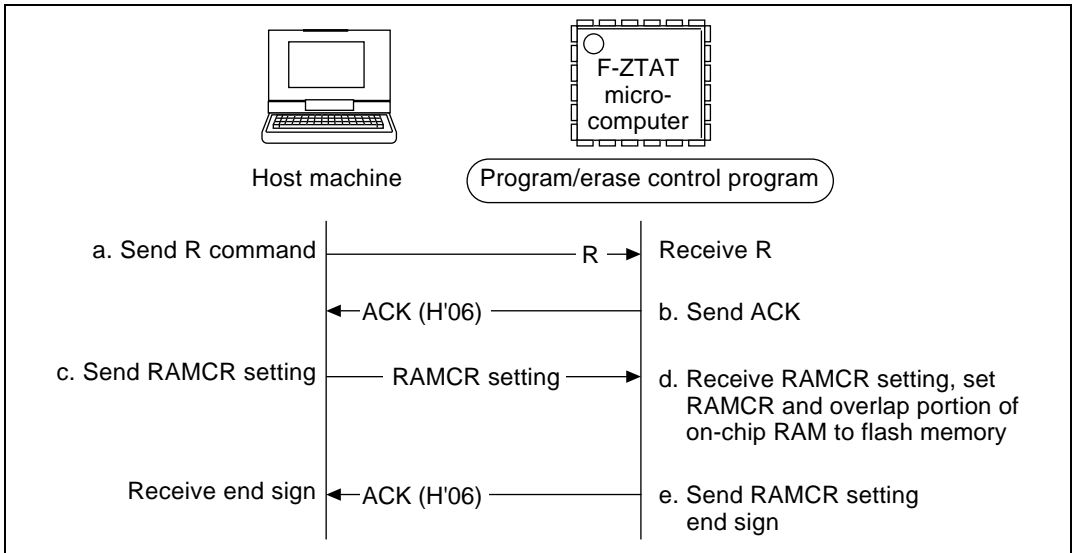 F-ZTAT
micro-
computer
Host machine
Program/erase control program
a. Send R command
R
Receive R
ACK (H'06)
b. Send ACK
c. Send RAMCR setting
RAMCR setting
d. Receive RAMCR setting, set
RAMCR and overlap portion of
on-chip RAM to flash memory
Receive end sign
ACK (H'06)
e. Send RAMCR setting
end sign